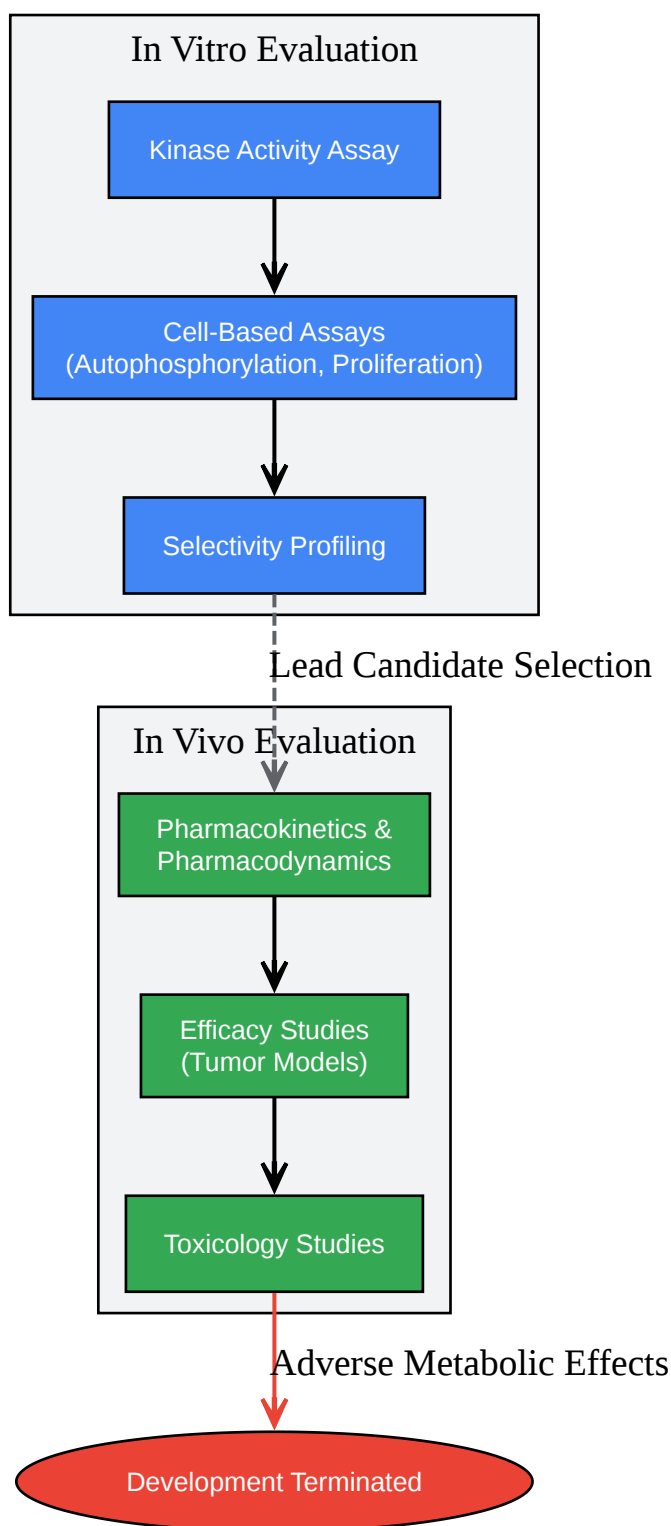 In Vitro Evaluation
Kinase Activity Assay
Cell-Based Assays
(Autophosphorylation, Proliferation)
Selectivity Profiling
Lead Candidate Selection
In Vivo Evaluation
Pharmacokinetics &
Pharmacodynamics
Efficacy Studies
(Tumor Models)
Toxicology Studies
Adverse Metabolic Effects
Development Terminated